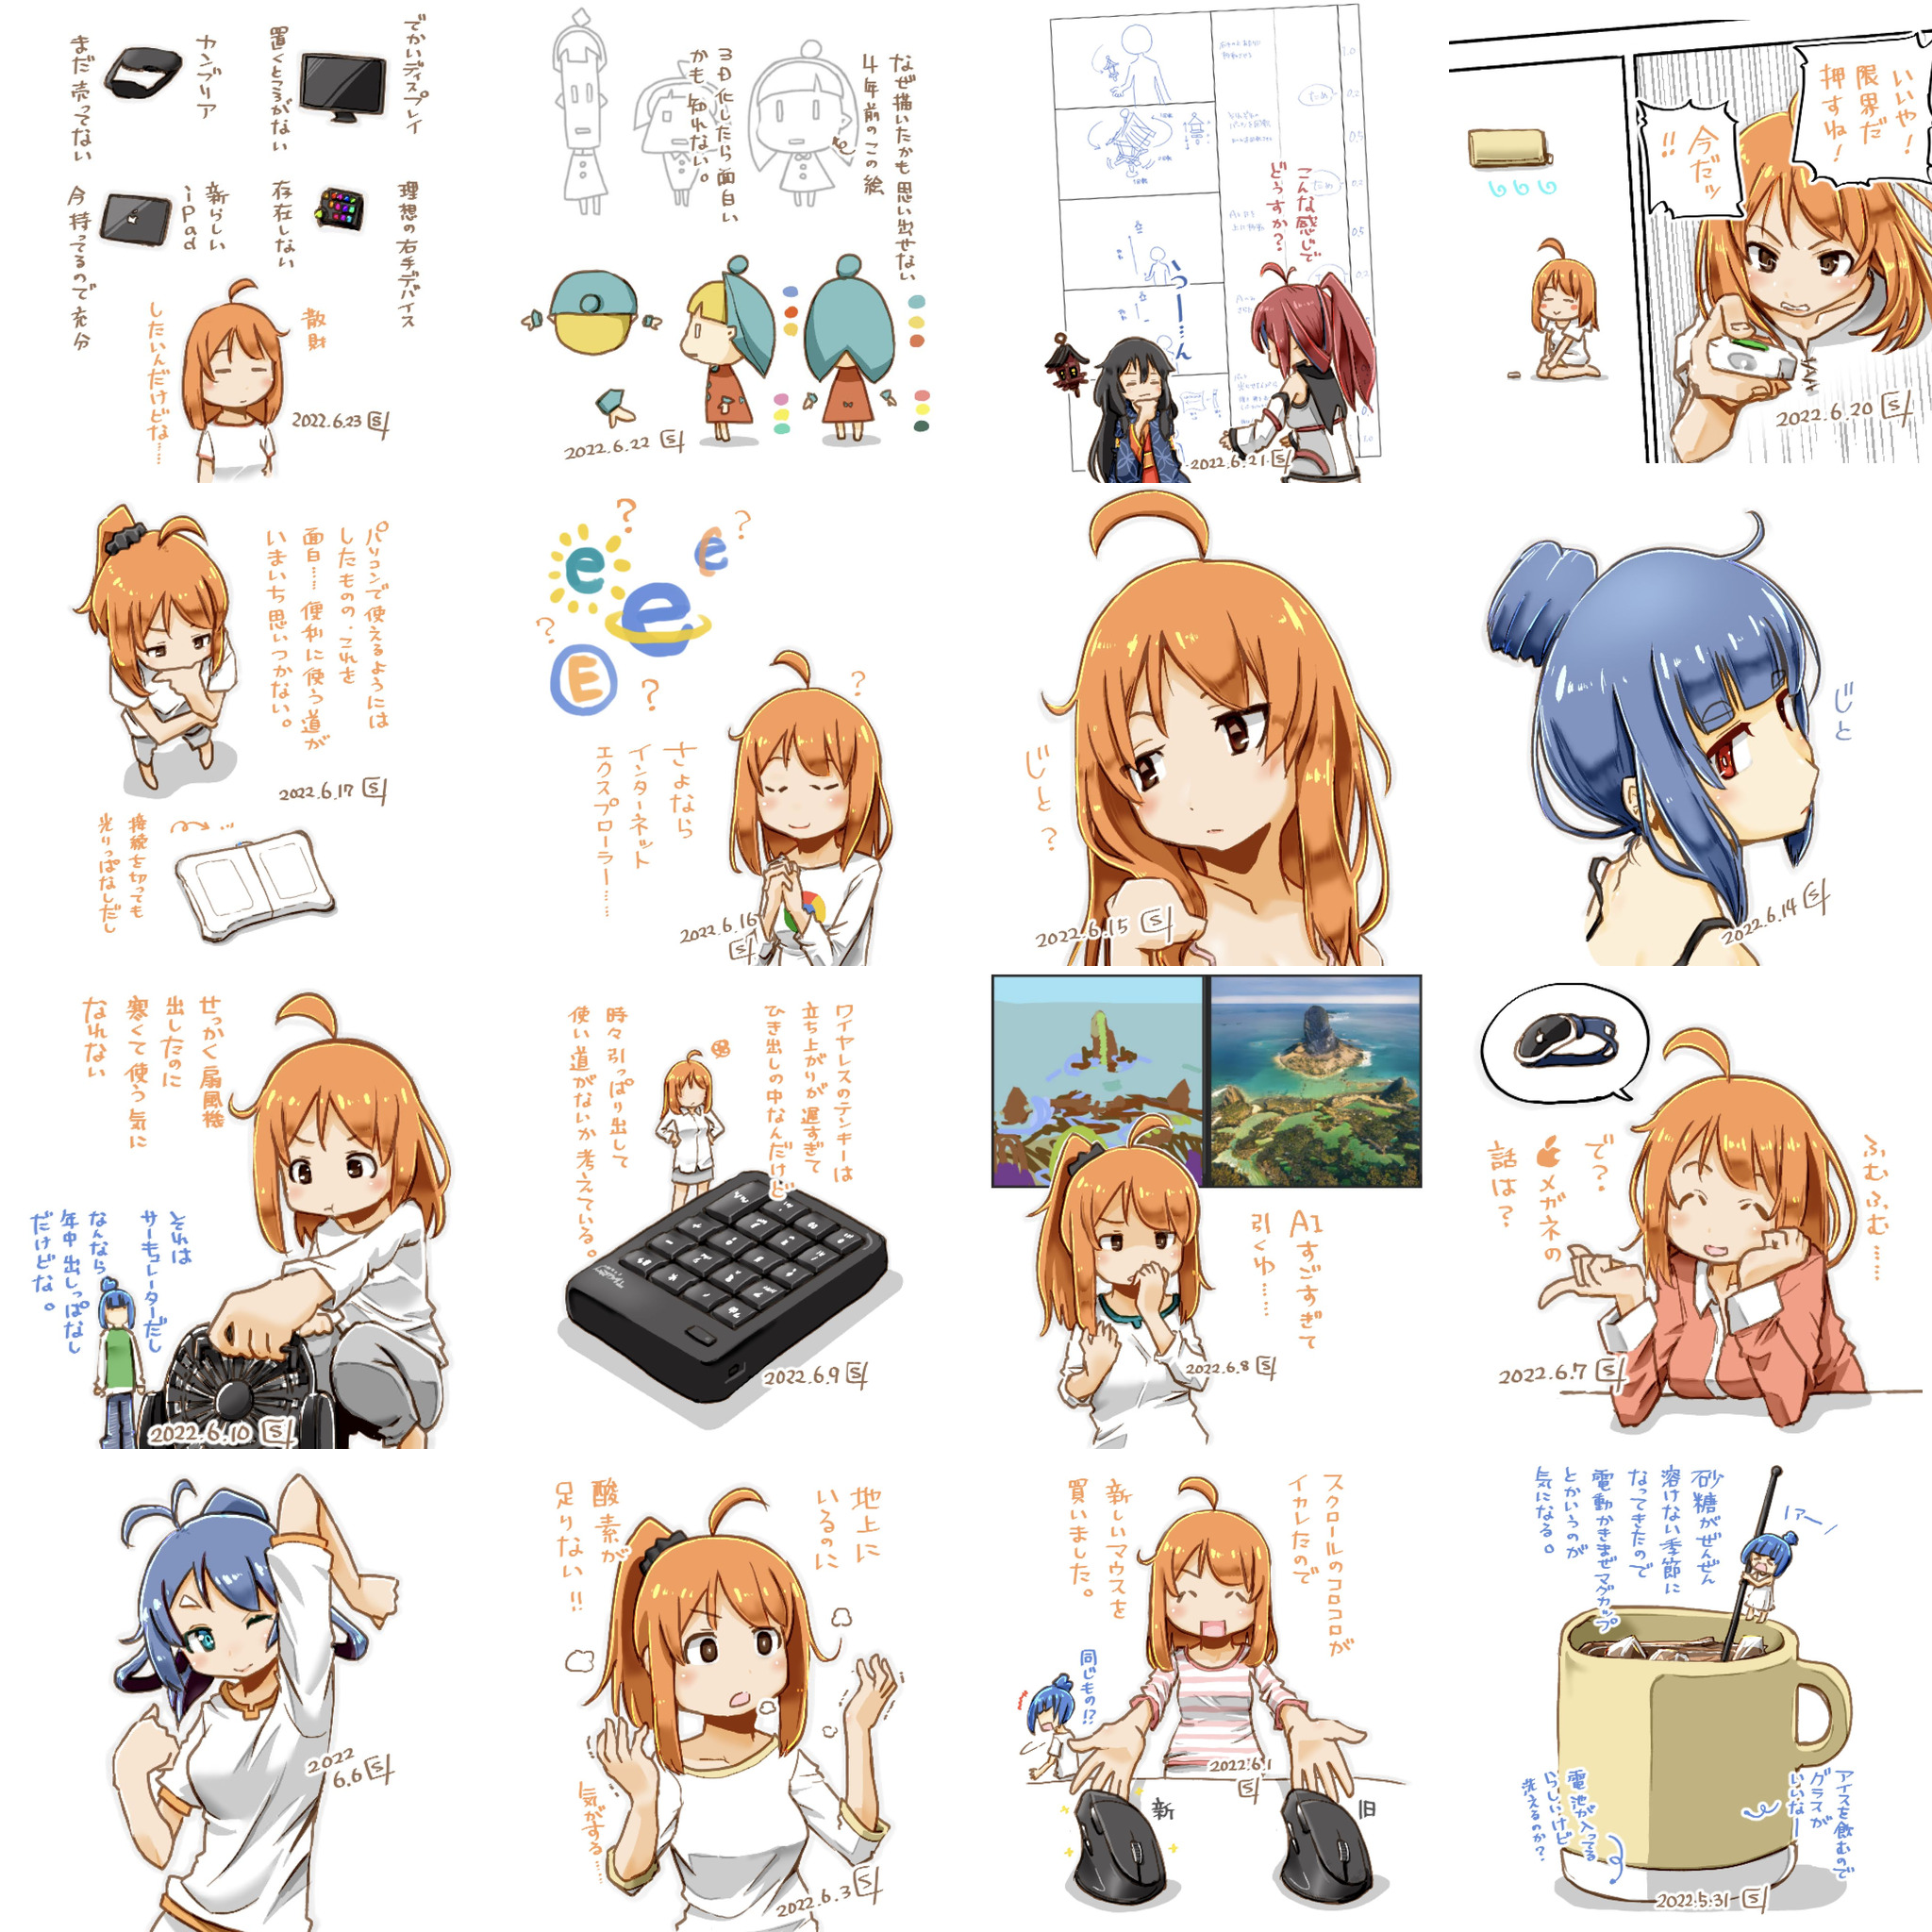 でかいディスプレイ
置くところがない
カンブリア
まだ売ってない
理想の右手デバイス
存在しない
新らしい
iPad
今持ってるので充分
散財
したいんだけどな……
2022.6.23
なぜ描いたかも思い出せない
4年前のこの絵
3D化したら面白い
かも知れない。
2022.6.22
こんな感じで
どうすか?
うーーん
2022.6.21
いいや!
限界だ
押すね!
今だッ
!!
2022.6.20
パソコンで使えるようには
したものの、これを
面白……便利に使う道が
いまいち思いつかない。
2022.6.17
接続を切っても
光りっぱなしだし
e
e
e
E
?
?
?
?
?
さよなら
インターネット
エクスプローラー……
2022.6.16
じと?
2022.6.15
じと
2022.6.14
せっかく扇風機
出したのに
寒くて使う気に
なれない
それは
サーキュレーターだし
なんなら
年中出しっぱなし
だけどな。
2022.6.10
ワイヤレスのテンキーは
立ち上がりが遅すぎて
ひき出しの中なんだけど
時々引っぱり出して
使い道がないか考えている。
2022.6.9
AIすごすぎて
引くゆ……
2022.6.8
ふむふむ……
で?
メガネの
話は?
2022.6.7
2022
6.6
地上に
いるのに
酸素が
足りない!!
気がする……
2022.6.3
スクロールのコロコロが
イカレたので
新しいマウスを
買いました。
同じもの!?
新
旧
2022.6.1
砂糖がぜんぜん
溶けない季節に
なってきたので
電動かきまぜマグカップ
とかいうのが
気になる。
アイスを飲むので
グラスが
いいなー
電池が入ってる
らしいけど
洗えるのか?
2022.5.31